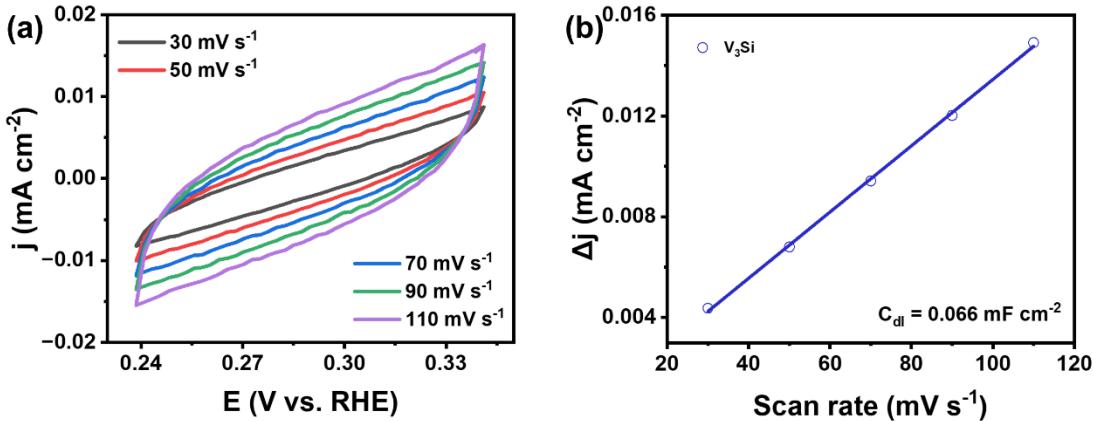 (a)
0.02
0.01
0.00
−0.01
−0.02
j (mA cm⁻²)
30 mV s⁻¹
50 mV s⁻¹
70 mV s⁻¹
90 mV s⁻¹
110 mV s⁻¹
0.24 0.27 0.30 0.33
E (V vs. RHE)
(b)
0.016
0.012
0.008
0.004
Δj (mA cm⁻²)
V₃Si
C_dl = 0.066 mF cm⁻²
20 40 60 80 100 120
Scan rate (mV s⁻¹)